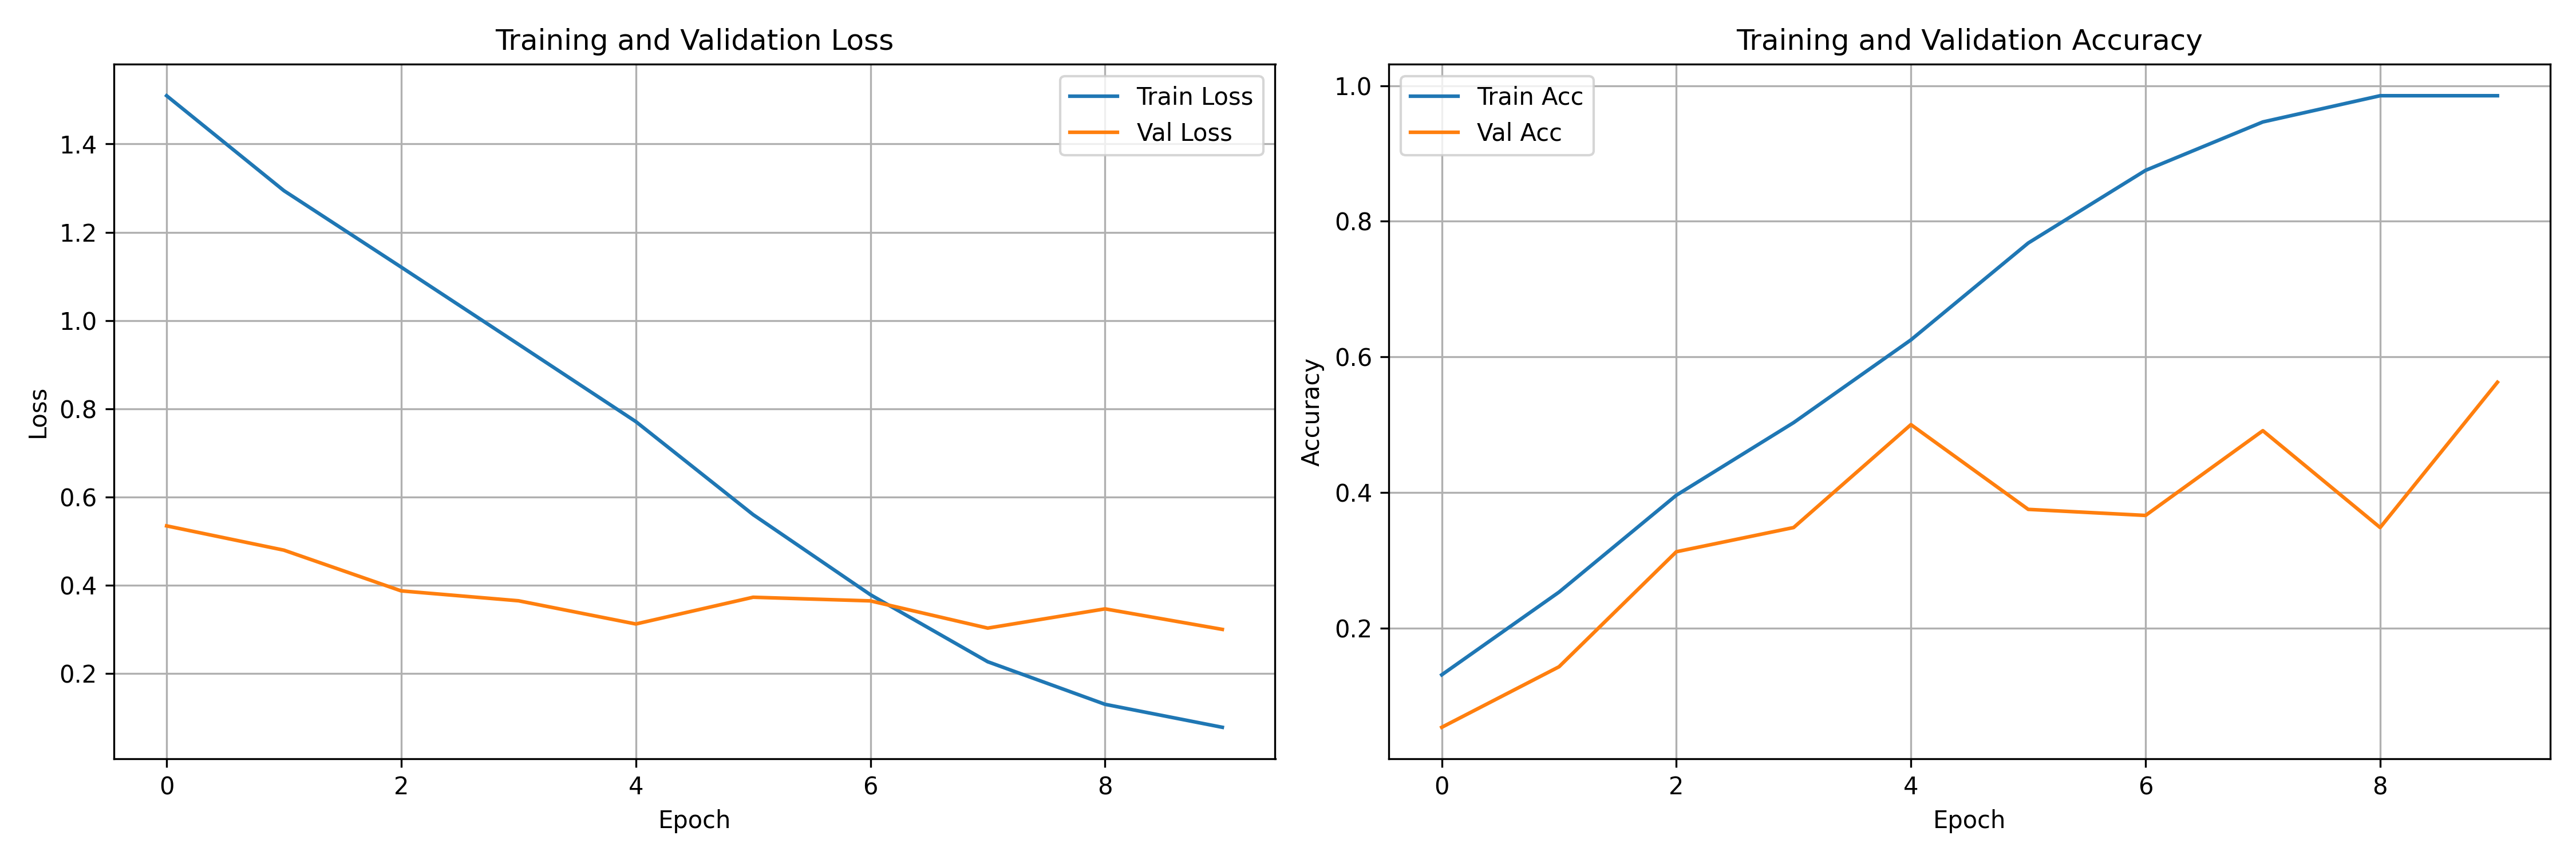 Training and Validation Loss
Train Loss
Val Loss
1.4
1.2
1.0
0.8
0.6
0.4
0.2
Loss
0 2 4 6 8
Epoch
Training and Validation Accuracy
Train Acc
Val Acc
1.0
0.8
0.6
0.4
0.2
Accuracy
0 2 4 6 8
Epoch